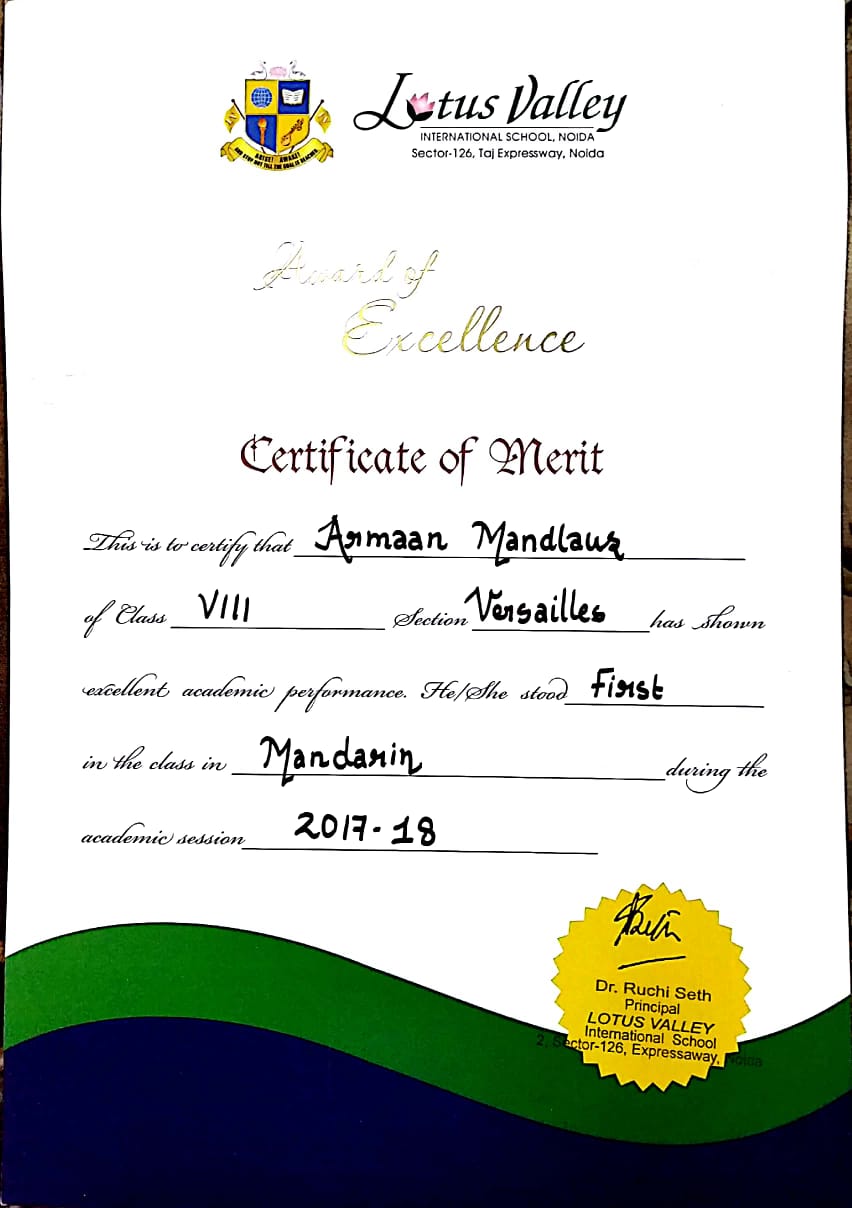 ARISE! AWAKE!
AND STOP NOT TILL THE GOAL IS REACHED
Lotus Valley
INTERNATIONAL SCHOOL, NOIDA
Sector-126, Taj Expressway, Noida
Award of
Excellence
Certificate of Merit
This is to certify that Armaan Mandlaus
of Class VIII Section Versailles has shown
excellent academic performance. He/She stood First
in the class in Mandarin during the
academic session 2017-18
Dr. Ruchi Seth
Principal
LOTUS VALLEY
International School
2, Sector-126, Expressaway, Noida